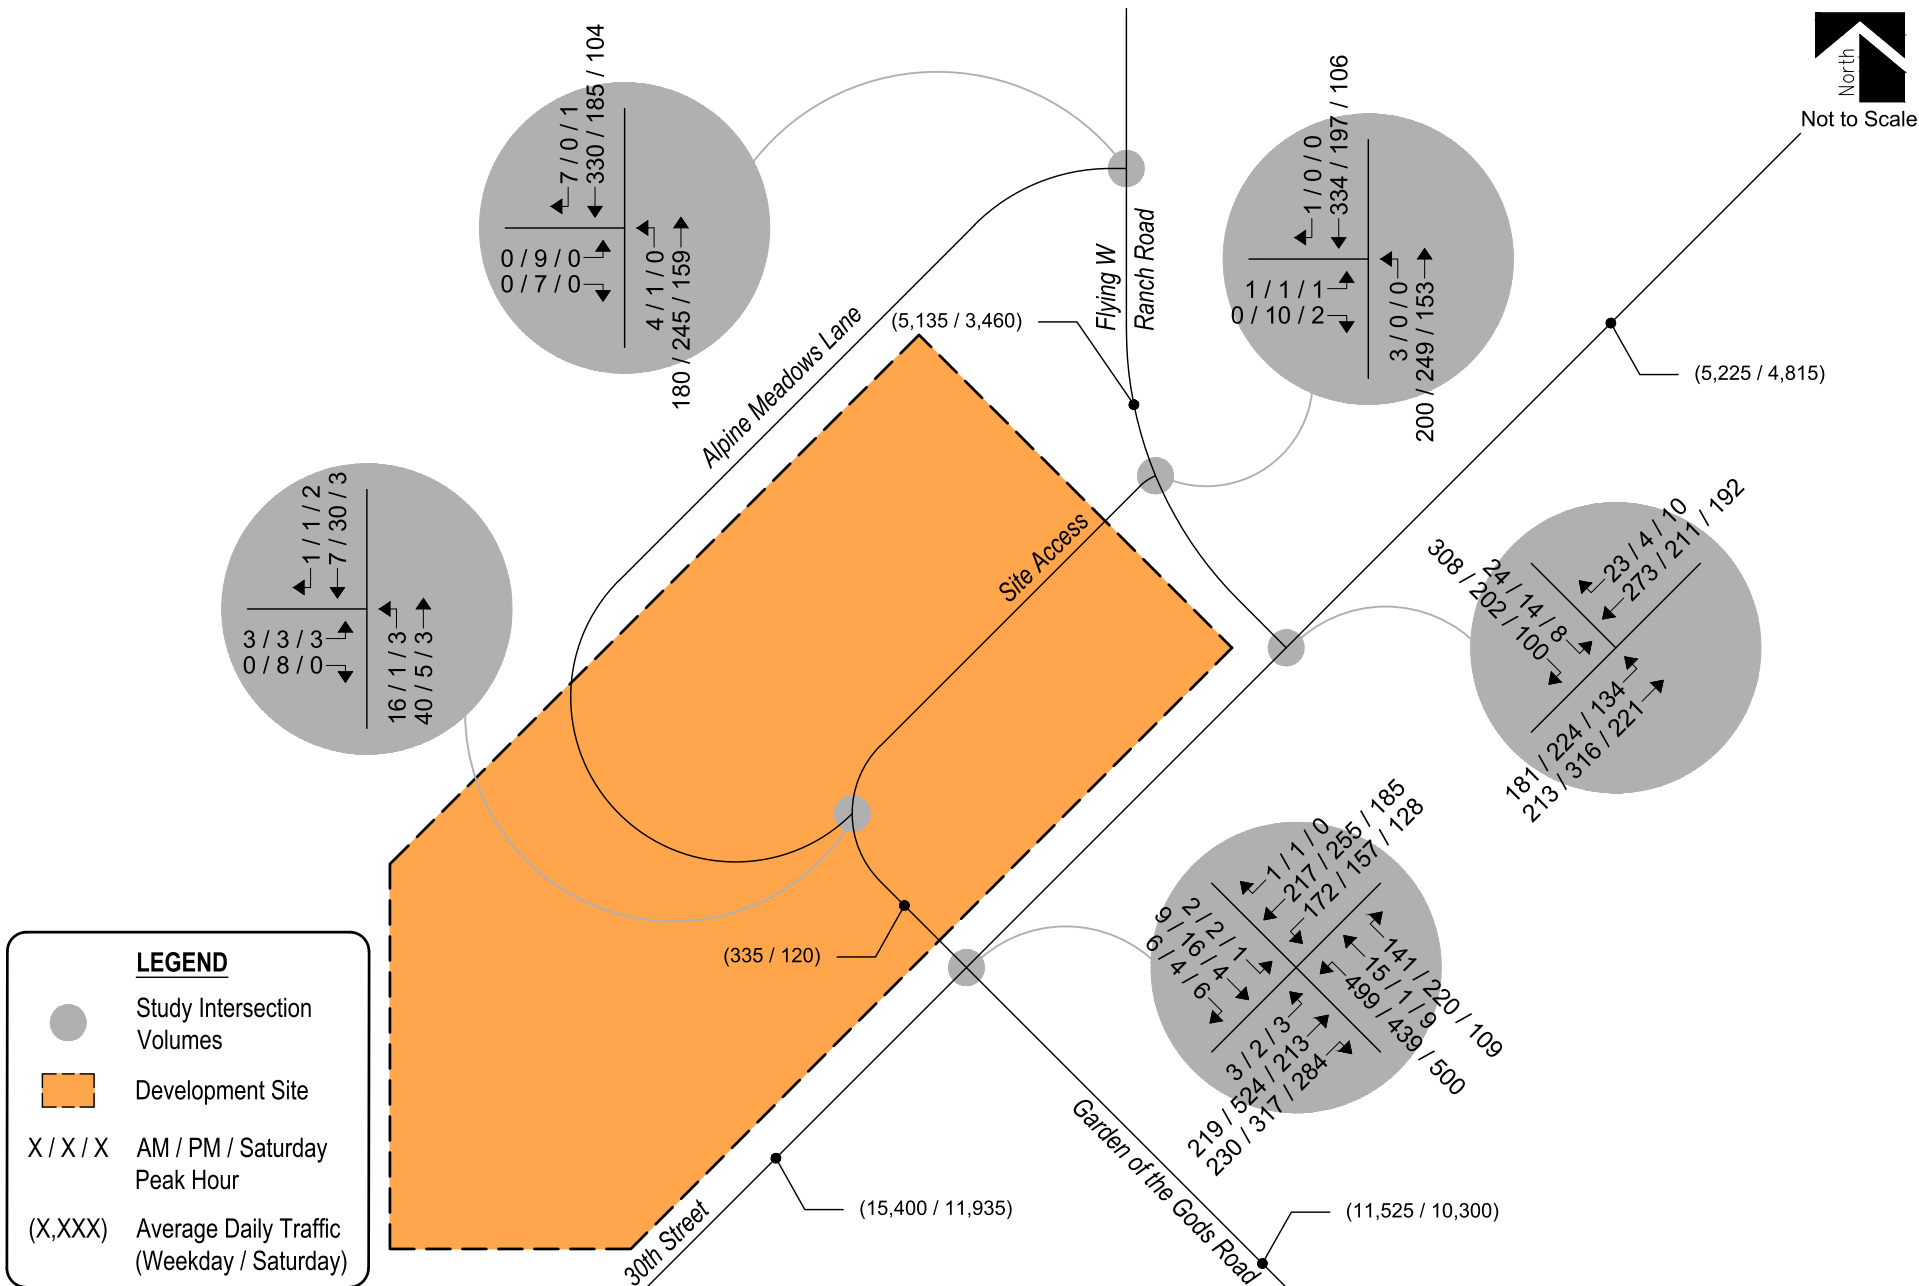 North
Not to Scale
7 / 0 / 1
330 / 185 / 104
0 / 9 / 0
0 / 7 / 0
4 / 1 / 0
180 / 245 / 159
1 / 0 / 0
334 / 197 / 106
1 / 1 / 1
0 / 10 / 2
3 / 0 / 0
200 / 249 / 153
Flying W
Ranch Road
(5,135 / 3,460)
Alpine Meadows Lane
(5,225 / 4,815)
1 / 1 / 2
7 / 30 / 3
3 / 3 / 3
0 / 8 / 0
16 / 1 / 3
40 / 5 / 3
Site Access
23 / 4 / 10
273 / 211 / 192
24 / 14 / 8
308 / 202 / 100
181 / 224 / 134
213 / 316 / 221
1 / 1 / 0
217 / 255 / 185
172 / 157 / 128
2 / 2 / 1
9 / 16 / 4
6 / 4 / 6
141 / 220 / 109
15 / 1 / 9
499 / 439 / 500
3 / 2 / 3
219 / 524 / 213
230 / 317 / 284
(335 / 120)
Garden of the Gods Road
(15,400 / 11,935)
(11,525 / 10,300)
30th Street
LEGEND
Study Intersection
Volumes
Development Site
X / X / X AM / PM / Saturday
Peak Hour
(X,XXX) Average Daily Traffic
(Weekday / Saturday)